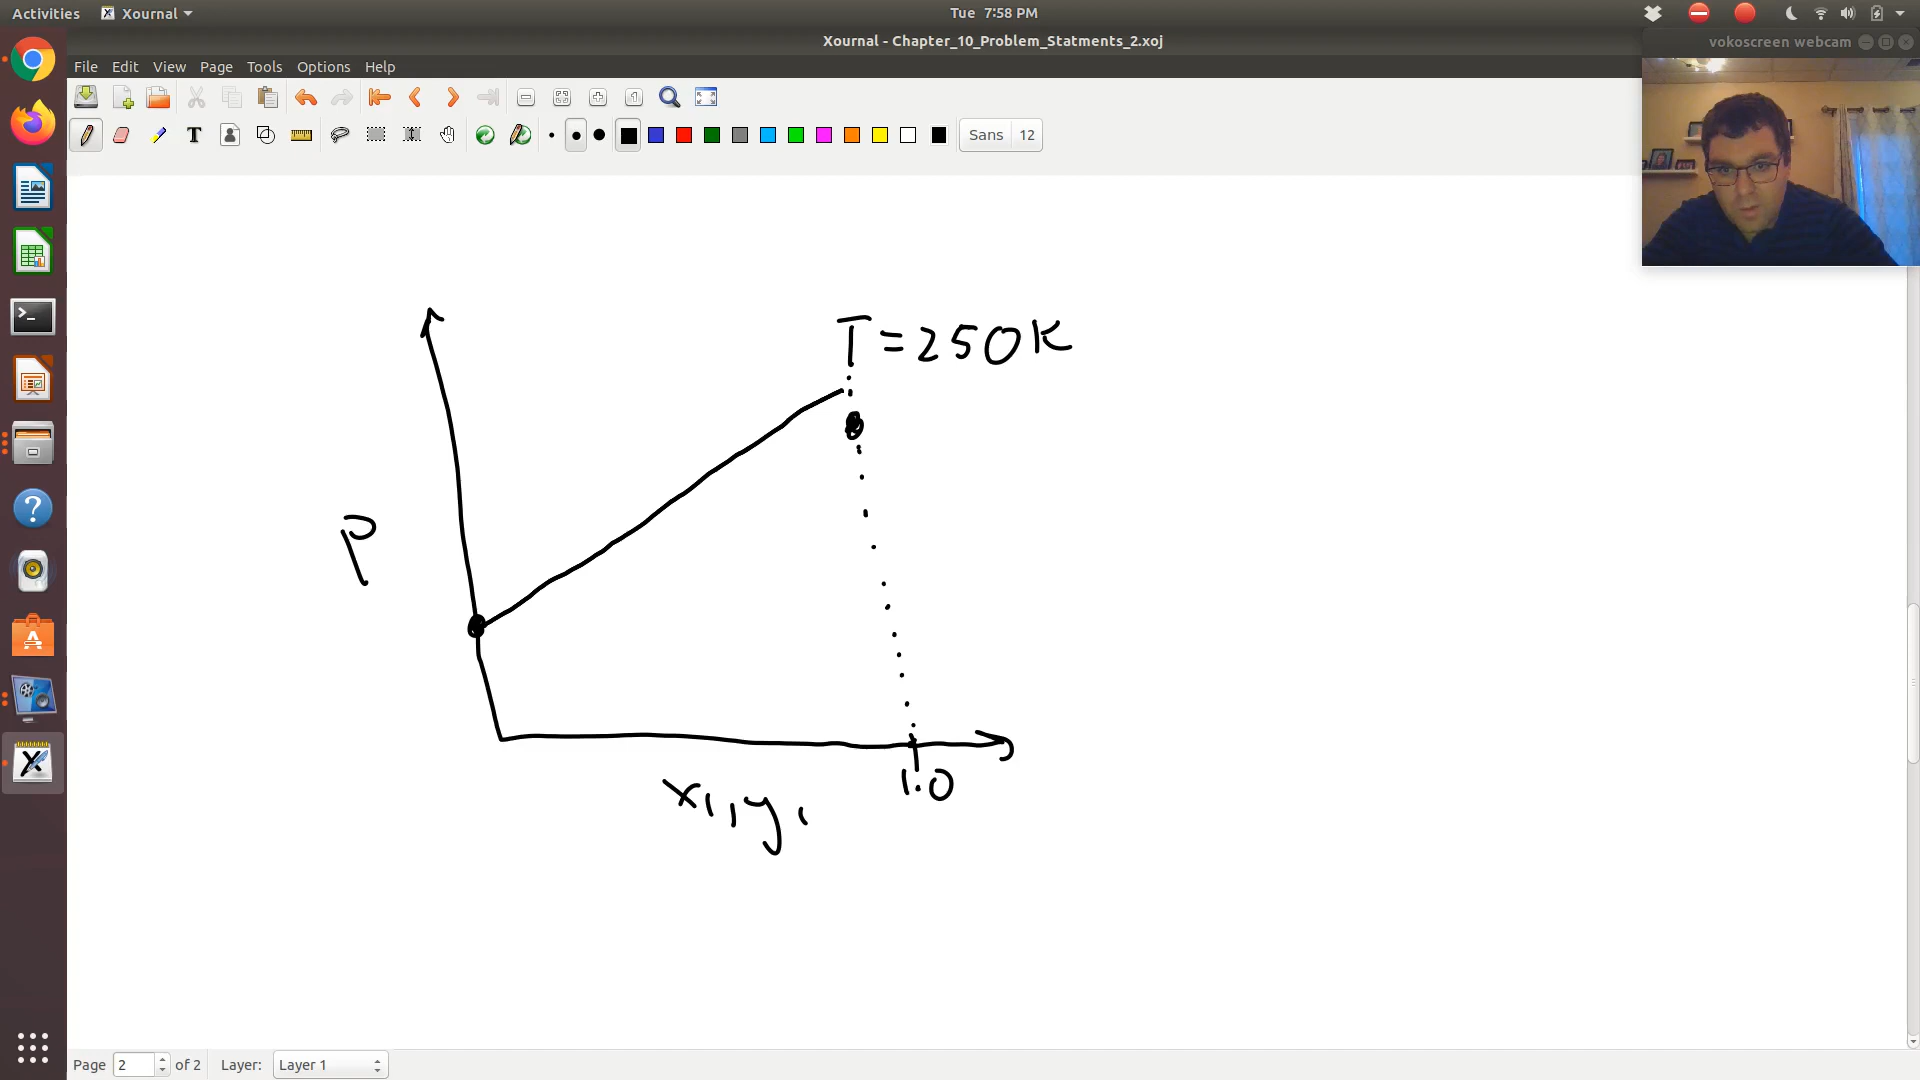 Activities Xournal Tue 7:58 PM
Xournal - Chapter_10_Problem_Statments_2.xoj
vokoscreen webcam
File Edit View Page Tools Options Help
Sans 12
T=250K
P
1.0
x1,y1
Page 2 of 2 Layer: Layer 1